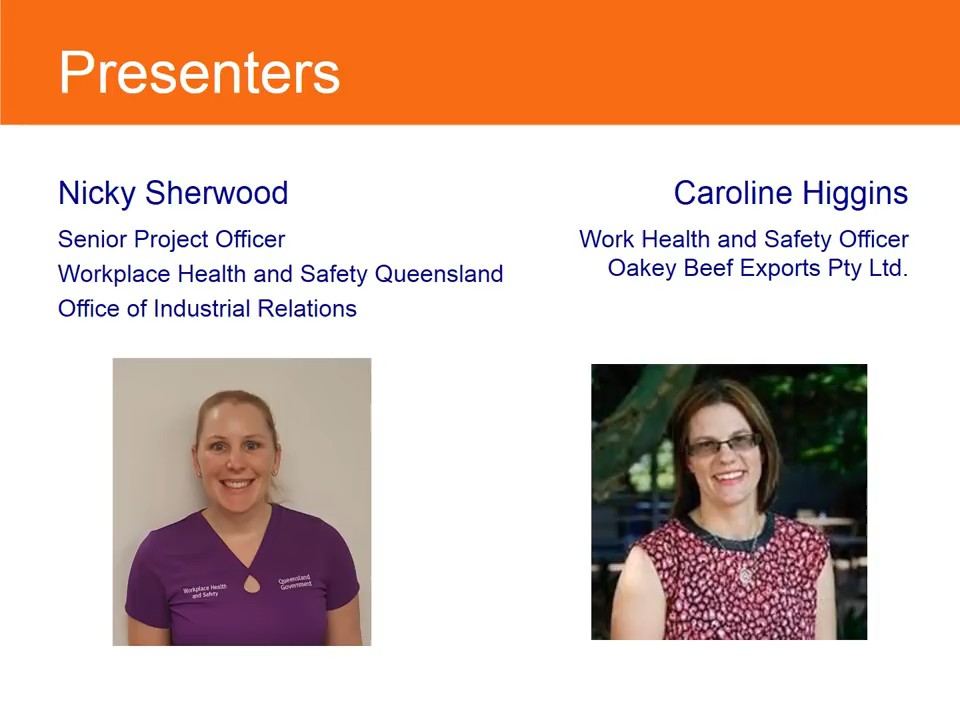 Presenters
Nicky Sherwood
Senior Project Officer
Workplace Health and Safety Queensland
Office of Industrial Relations
Caroline Higgins
Work Health and Safety Officer
Oakey Beef Exports Pty Ltd.
Workplace Health
and Safety
Queensland
Government